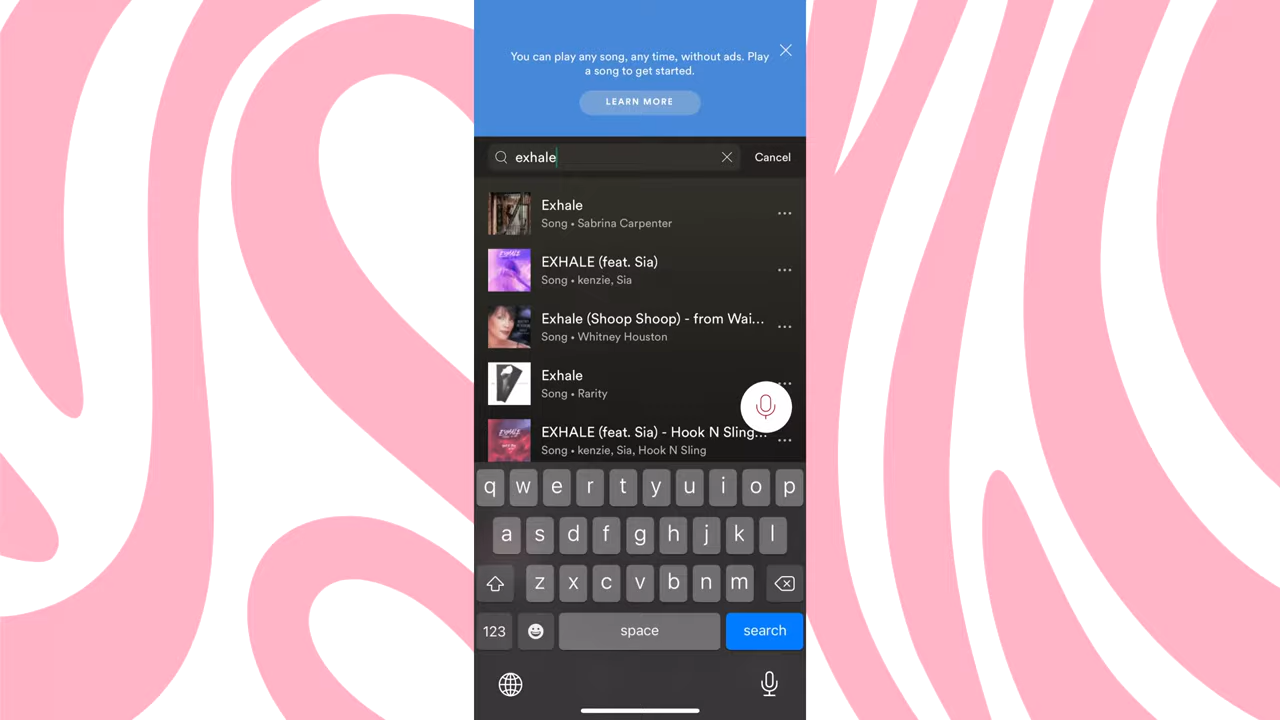 You can play any song, any time, without ads. Play
a song to get started.
LEARN MORE
exhale
Cancel
Exhale
Song • Sabrina Carpenter
EXHALE (feat. Sia)
Song • kenzie, Sia
Exhale (Shoop Shoop) - from Wai...
Song • Whitney Houston
Exhale
Song • Rarity
EXHALE (feat. Sia) - Hook N Sling...
Song • kenzie, Sia, Hook N Sling
q w e r t y u i o p
a s d f g h j k l
z x c v b n m
123 space search